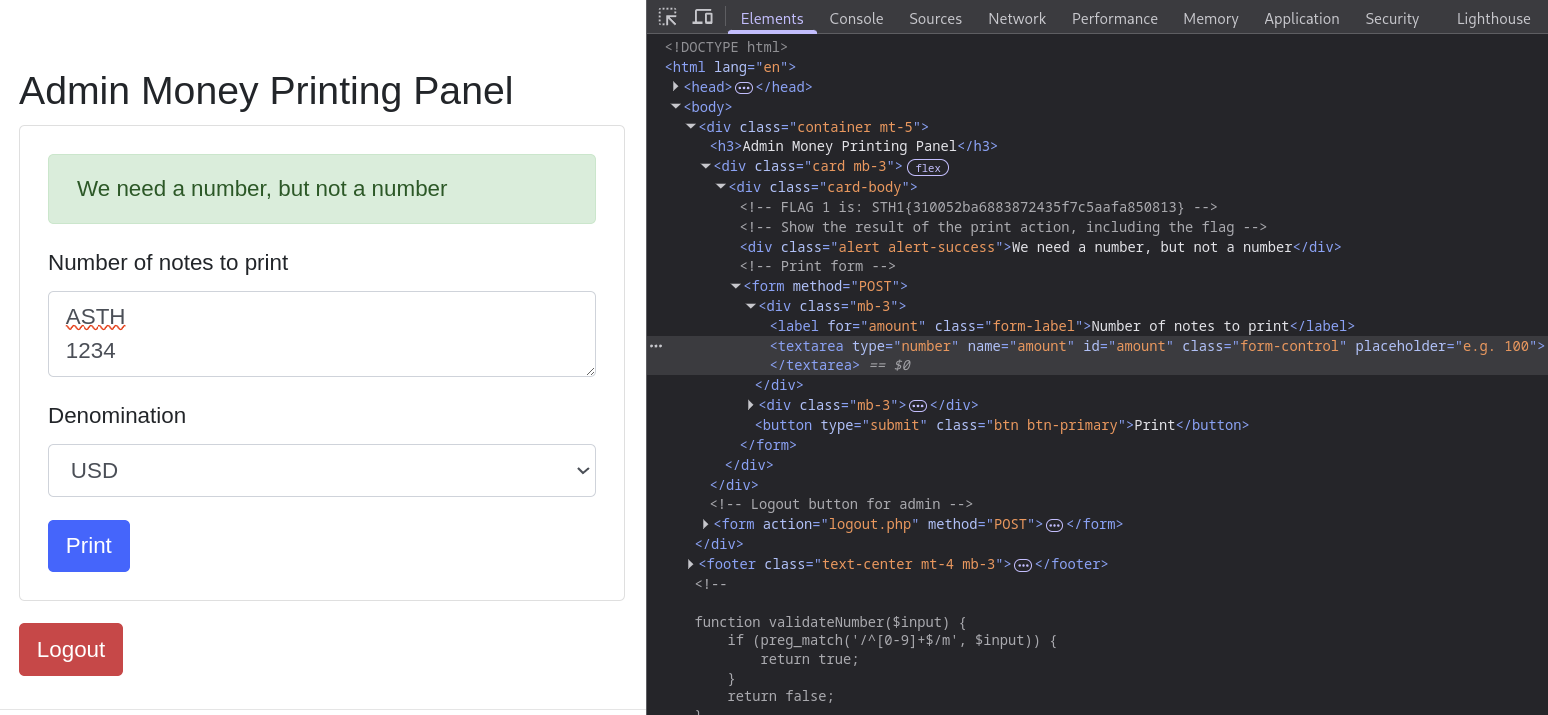 Admin Money Printing Panel
We need a number, but not a number
Number of notes to print
ASTH
1234
Denomination
USD
Print
Logout
Elements Console Sources Network Performance Memory Application Security Lighthouse
<!DOCTYPE html>
<html lang="en">
<head>⋯</head>
<body>
<div class="container mt-5">
<h3>Admin Money Printing Panel</h3>
<div class="card mb-3"> flex
<div class="card-body">
<!-- FLAG 1 is: STH1{310052ba6883872435f7c5aafa850813} -->
<!-- Show the result of the print action, including the flag -->
<div class="alert alert-success">We need a number, but not a number</div>
<!-- Print form -->
<form method="POST">
<div class="mb-3">
<label for="amount" class="form-label">Number of notes to print</label>
<textarea type="number" name="amount" id="amount" class="form-control" placeholder="e.g. 100">
</textarea> == $0
</div>
<div class="mb-3">⋯</div>
<button type="submit" class="btn btn-primary">Print</button>
</form>
</div>
</div>
<!-- Logout button for admin -->
<form action="logout.php" method="POST">⋯</form>
</div>
<footer class="text-center mt-4 mb-3">⋯</footer>
<!--
function validateNumber($input) {
if (preg_match('/^[0-9]+$/m', $input)) {
return true;
}
return false;
}